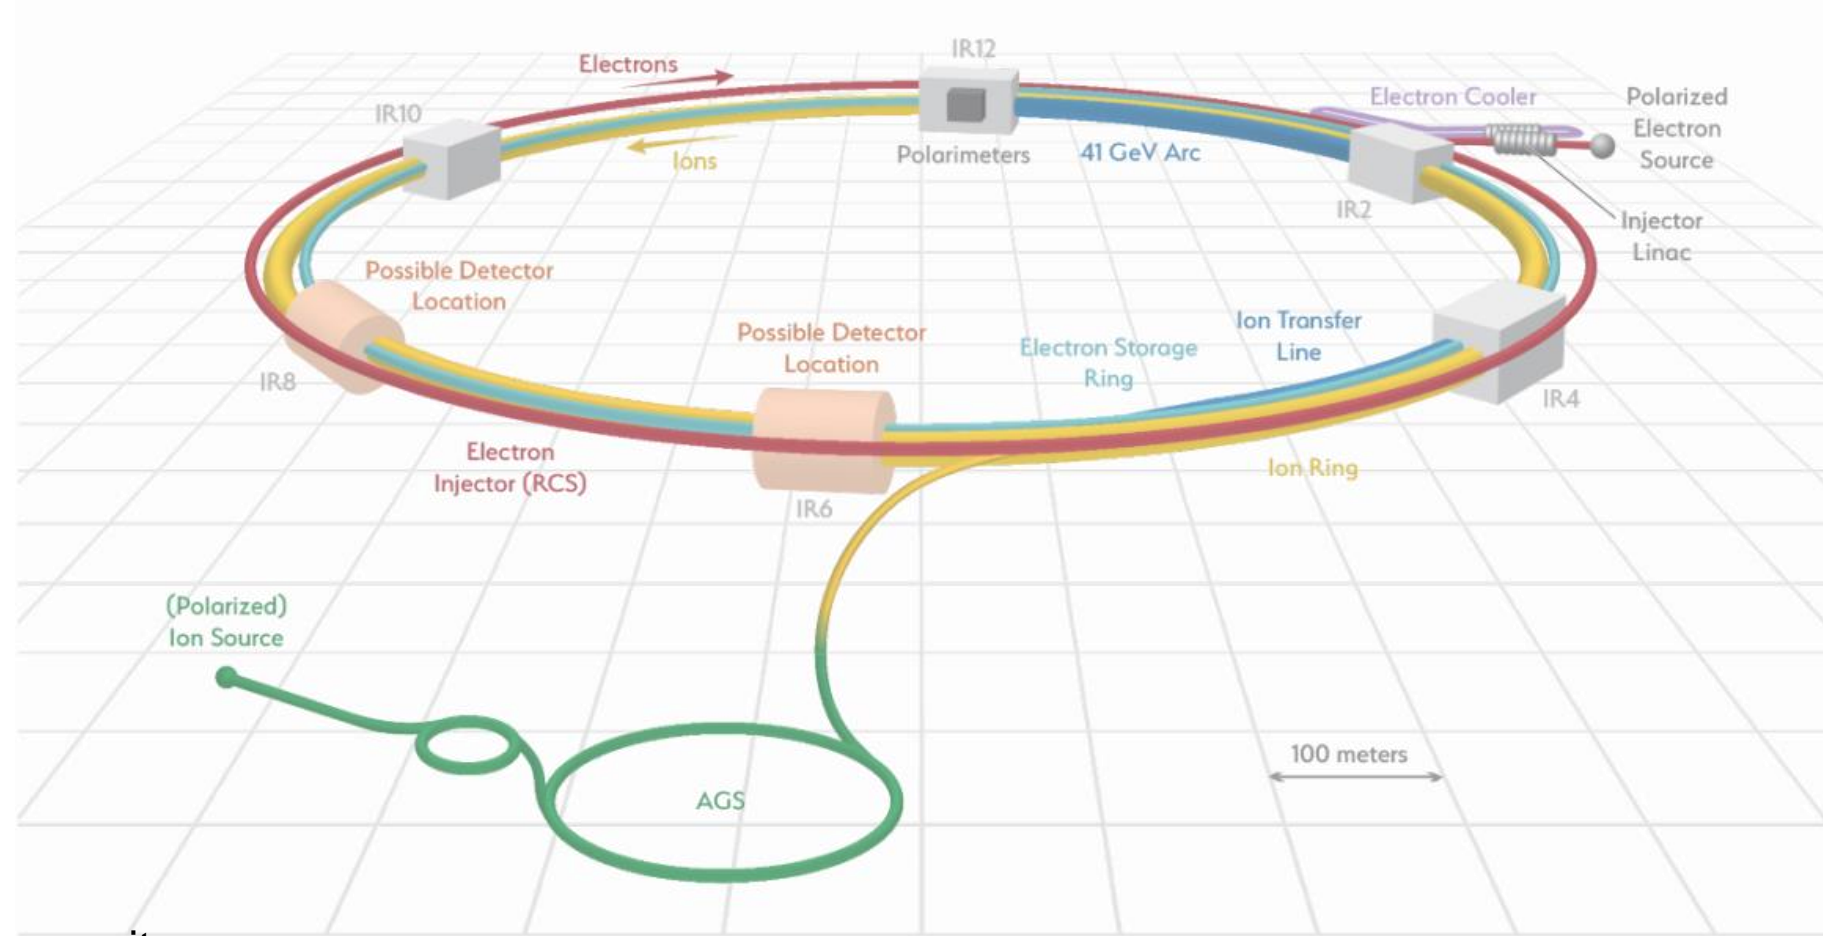 IR12
Electrons
IR10
Electron Cooler
Polarized
Electron
Source
Ions
Polarimeters
41 GeV Arc
IR2
Injector
Linac
Possible Detector
Location
Possible Detector
Location
Electron Storage
Ring
Ion Transfer
Line
IR8
IR4
Electron
Injector (RCS)
IR6
Ion Ring
(Polarized)
Ion Source
100 meters
AGS